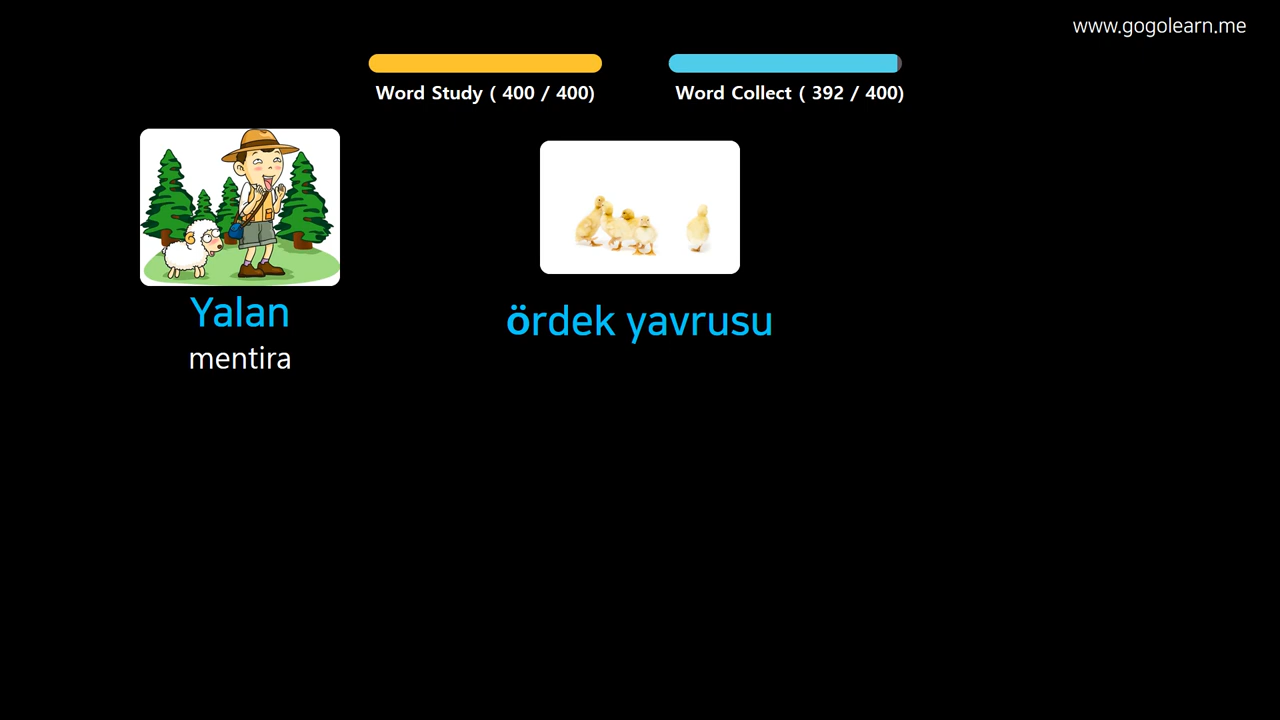 www.gogolearn.me
Word Study ( 400 / 400)
Word Collect ( 392 / 400)
Yalan
mentira
ördek yavrusu